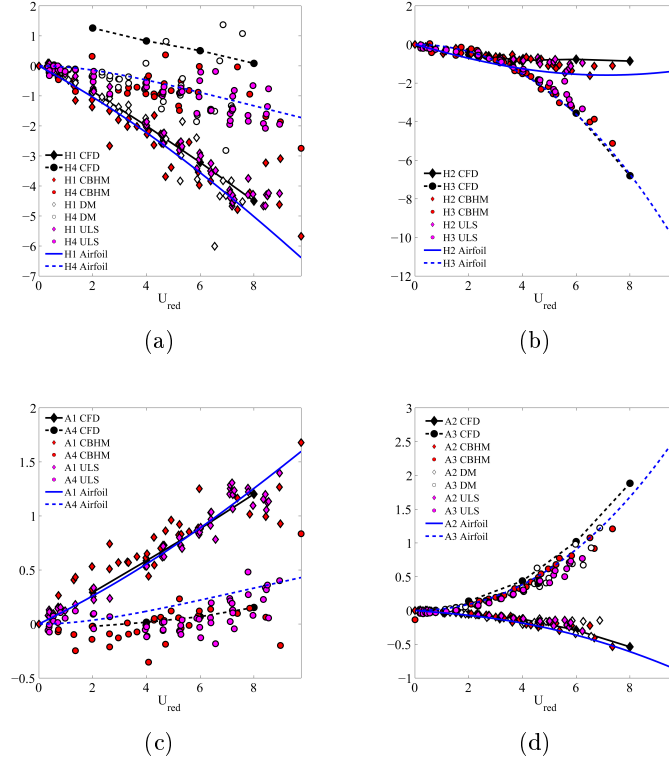 2
1
0
−1
−2
−3
−4
−5
−6
−7
0 2 4 6 8
U_red
H1 CFD
H4 CFD
H1 CBHM
H4 CBHM
H1 DM
H4 DM
H1 ULS
H4 ULS
H1 Airfoil
H4 Airfoil
(a)
2
0
−2
−4
−6
−8
−10
−12
0 2 4 6 8
U_red
H2 CFD
H3 CFD
H2 CBHM
H3 CBHM
H2 ULS
H3 ULS
H2 Airfoil
H3 Airfoil
(b)
2
1.5
1
0.5
0
−0.5
0 2 4 6 8
U_red
A1 CFD
A4 CFD
A1 CBHM
A4 CBHM
A1 ULS
A4 ULS
A1 Airfoil
A4 Airfoil
(c)
3
2.5
2
1.5
1
0.5
0
−0.5
−1
0 2 4 6 8
U_red
A2 CFD
A3 CFD
A2 CBHM
A3 CBHM
A2 DM
A3 DM
A2 ULS
A3 ULS
A2 Airfoil
A3 Airfoil
(d)